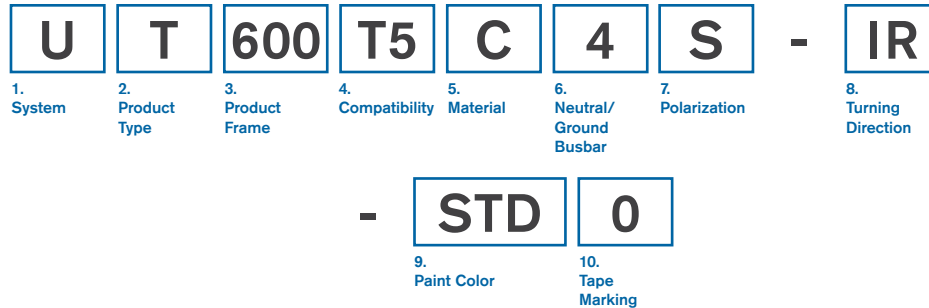 U T 600 T5 C 4 S - IR
1. 2. 3. 4. 5. 6. 7. 8.
System Product Product Compatibility Material Neutral/ Polarization Turning
Type Frame Ground Direction
Busbar
- STD 0
9. 10.
Paint Color Tape
Marking